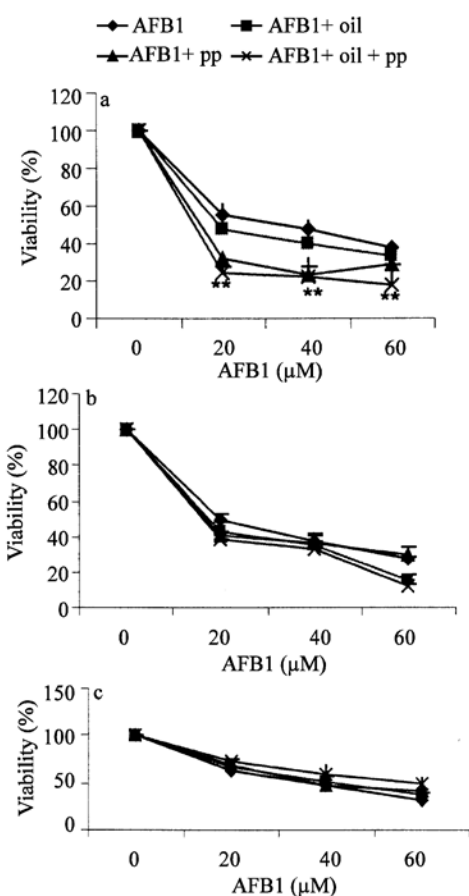 AFB1 AFB1+ oil
AFB1+ pp AFB1+ oil + pp
a
Viability (%)
120
100
80
60
40
20
0
** ** **
0 20 40 60
AFB1 (µM)
b
Viability (%)
120
100
80
60
40
20
0
0 20 40 60
AFB1 (µM)
c
Viability (%)
150
100
50
0
0 20 40 60
AFB1 (µM)